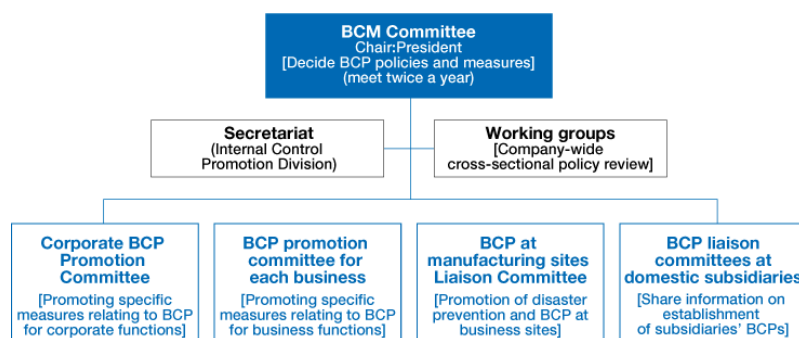 BCM Committee
Chair:President
[Decide BCP policies and measures]
(meet twice a year)
Secretariat
(Internal Control
Promotion Division)
Working groups
[Company-wide
cross-sectional policy review]
Corporate BCP
Promotion
Committee
[Promoting specific
measures relating to BCP
for corporate functions]
BCP promotion
committee for
each business
[Promoting specific
measures relating to BCP
for business functions]
BCP at
manufacturing sites
Liaison Committee
[Promotion of disaster
prevention and BCP at
business sites]
BCP liaison
committees at
domestic subsidiaries
[Share information on
establishment
of subsidiaries' BCPs]